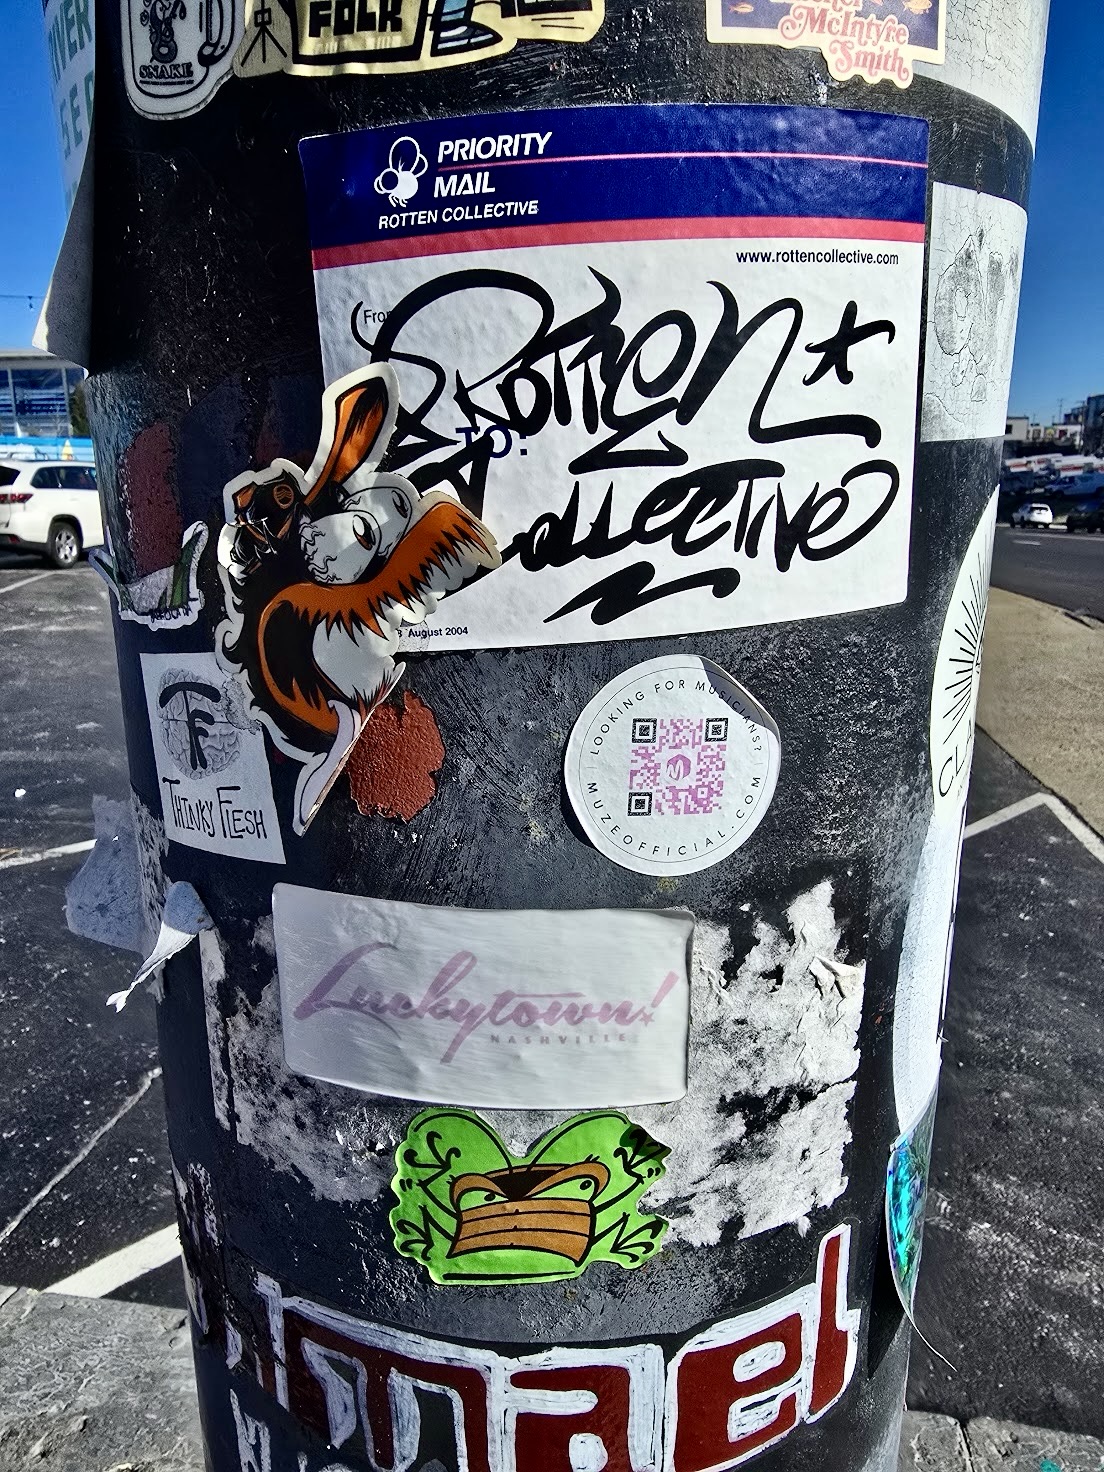 SNAKE
FOLK
McIntyre
Smith
PRIORITY
MAIL
ROTTEN COLLECTIVE
www.rottencollective.com
From
ROTTEN
TO:
COLLECTIVE
August 2004
TF
THINKY FLESH
LOOKING FOR MUSICIANS?
MUZEOFFICIAL.COM
Luckytown!
NASHVILLE